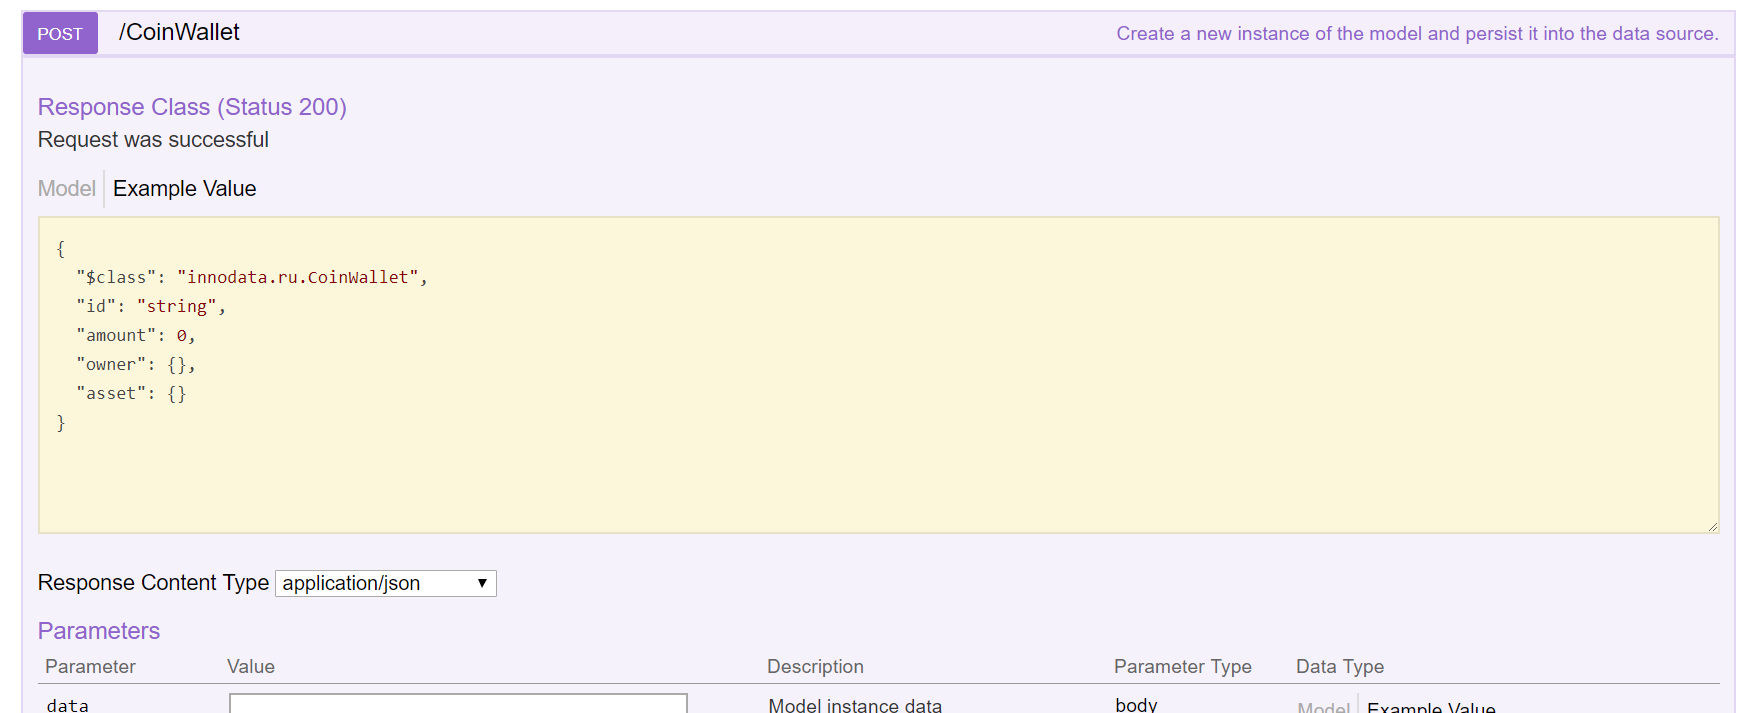 POST /CoinWallet Create a new instance of the model and persist it into the data source.
Response Class (Status 200)
Request was successful
Model Example Value
{
"$class": "innodata.ru.CoinWallet",
"id": "string",
"amount": 0,
"owner": {},
"asset": {}
}
Response Content Type application/json
Parameters
Parameter Value Description Parameter Type Data Type
data Model instance data body Model Example Value